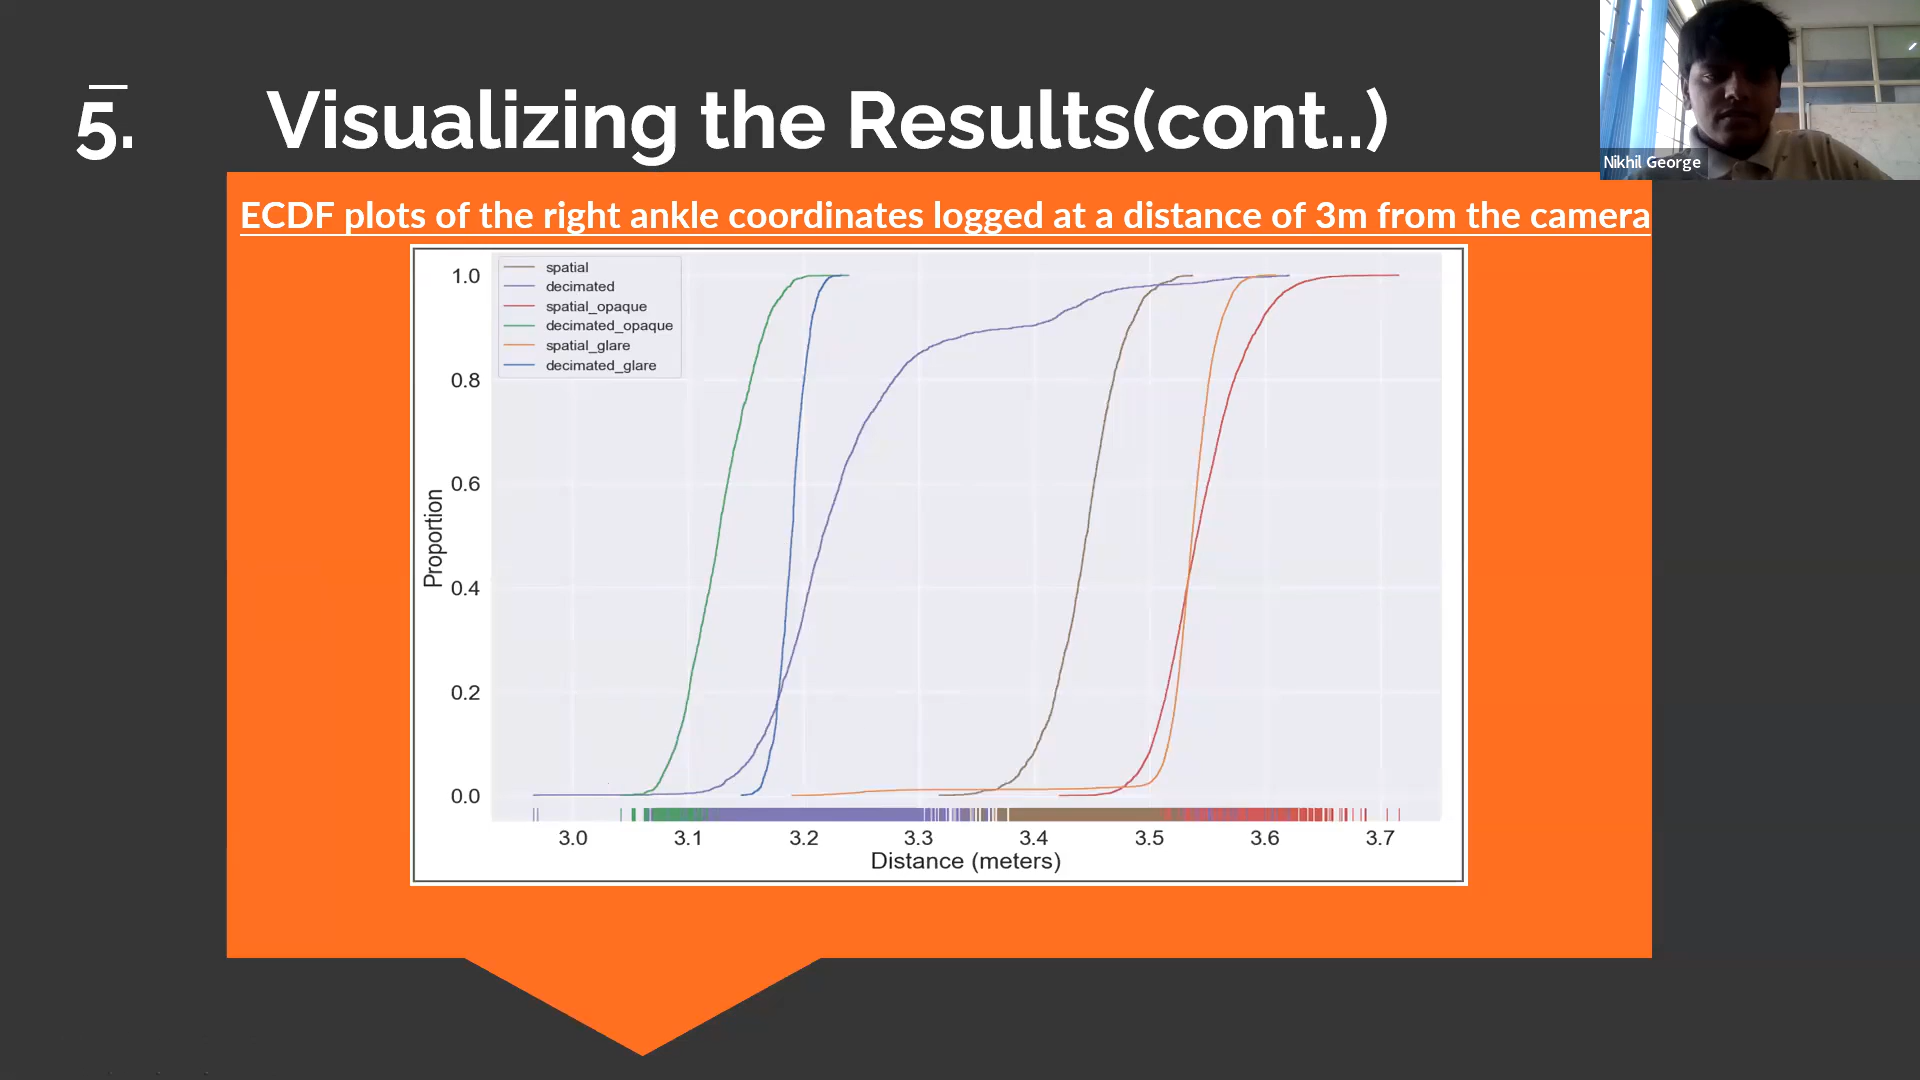 5.
Visualizing the Results(cont..)
Nikhil George
ECDF plots of the right ankle coordinates logged at a distance of 3m from the camera
spatial
decimated
spatial_opaque
decimated_opaque
spatial_glare
decimated_glare
1.0
0.8
0.6
0.4
0.2
0.0
Proportion
3.0 3.1 3.2 3.3 3.4 3.5 3.6 3.7
Distance (meters)